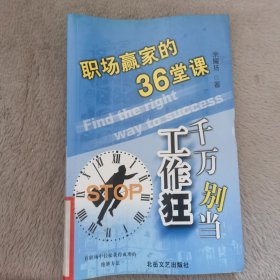 职场赢家的
36堂课
Find the right
way to success
千万别当
工作狂
STOP
北岳文艺出版社